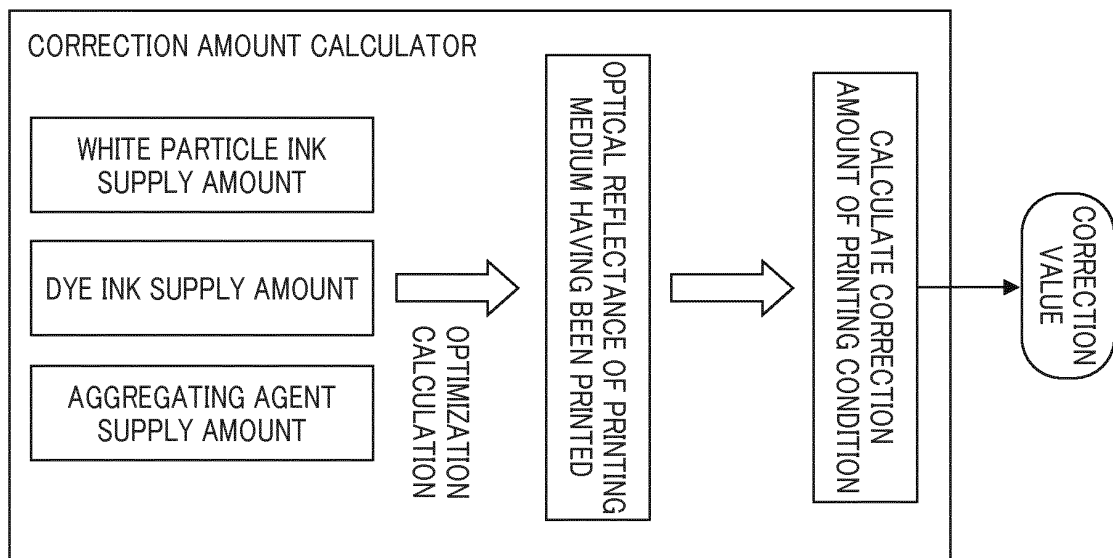 CORRECTION AMOUNT CALCULATOR
WHITE PARTICLE INK
SUPPLY AMOUNT
DYE INK SUPPLY AMOUNT
AGGREGATING AGENT
SUPPLY AMOUNT
OPTIMIZATION
CALCULATION
OPTICAL REFLECTANCE OF PRINTING
MEDIUM HAVING BEEN PRINTED
CALCULATE CORRECTION
AMOUNT OF PRINTING CONDITION
CORRECTION
VALUE